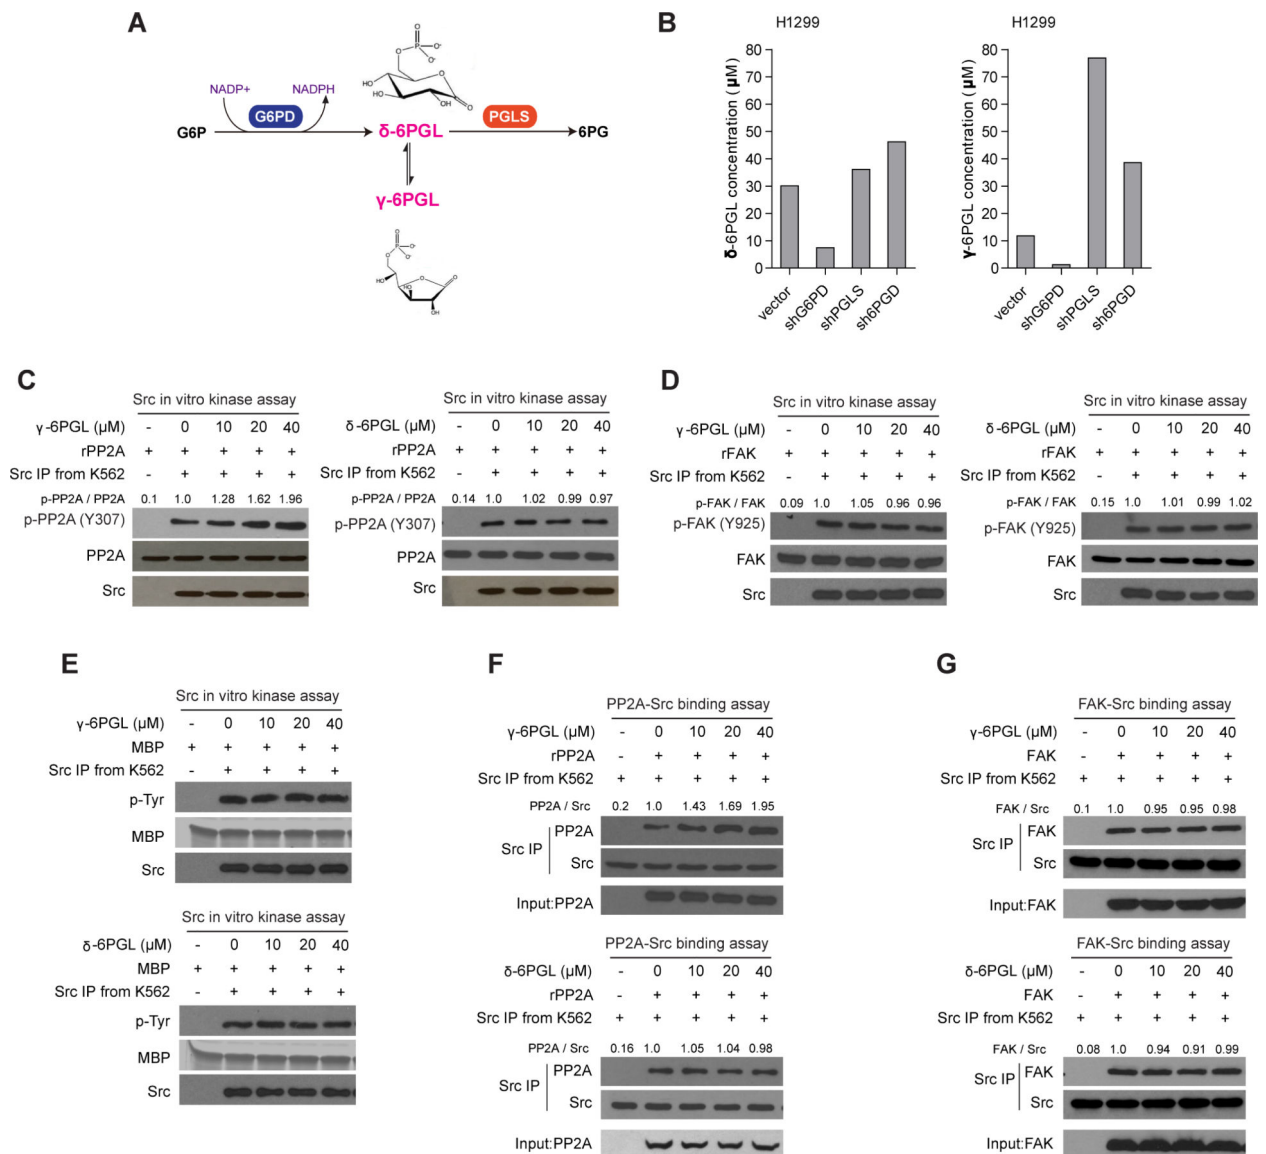 A
NADP+ NADPH
G6P G6PD δ-6PGL PGLS 6PG
γ-6PGL
O P O- O- O O HO HO OH O
O P O- O- O HO HO O O OH
B
H1299
δ-6PGL concentration (μM)
80
70
60
50
40
30
20
10
0
vector shG6PD shPGLS sh6PGD
H1299
γ-6PGL concentration (μM)
80
70
60
50
40
30
20
10
0
vector shG6PD shPGLS sh6PGD
C
Src in vitro kinase assay
γ-6PGL (μM) - 0 10 20 40
rPP2A + + + + +
Src IP from K562 - + + + +
p-PP2A / PP2A 0.1 1.0 1.28 1.62 1.96
p-PP2A (Y307)
PP2A
Src
Src in vitro kinase assay
δ-6PGL (μM) - 0 10 20 40
rPP2A + + + + +
Src IP from K562 - + + + +
p-PP2A / PP2A 0.14 1.0 1.02 0.99 0.97
p-PP2A (Y307)
PP2A
Src
D
Src in vitro kinase assay
γ-6PGL (μM) - 0 10 20 40
rFAK + + + + +
Src IP from K562 - + + + +
p-FAK / FAK 0.09 1.0 1.05 0.96 0.96
p-FAK (Y925)
FAK
Src
Src in vitro kinase assay
δ-6PGL (μM) - 0 10 20 40
rFAK + + + + +
Src IP from K562 - + + + +
p-FAK / FAK 0.15 1.0 1.01 0.99 1.02
p-FAK (Y925)
FAK
Src
E
Src in vitro kinase assay
γ-6PGL (μM) - 0 10 20 40
MBP + + + + +
Src IP from K562 - + + + +
p-Tyr
MBP
Src
Src in vitro kinase assay
δ-6PGL (μM) - 0 10 20 40
MBP + + + + +
Src IP from K562 - + + + +
p-Tyr
MBP
Src
F
PP2A-Src binding assay
γ-6PGL (μM) - 0 10 20 40
rPP2A - + + + +
Src IP from K562 + + + + +
PP2A / Src 0.2 1.0 1.43 1.69 1.95
Src IP PP2A
Src
Input:PP2A
PP2A-Src binding assay
δ-6PGL (μM) - 0 10 20 40
rPP2A - + + + +
Src IP from K562 + + + + +
PP2A / Src 0.16 1.0 1.05 1.04 0.98
Src IP PP2A
Src
Input:PP2A
G
FAK-Src binding assay
γ-6PGL (μM) - 0 10 20 40
FAK - + + + +
Src IP from K562 + + + + +
FAK / Src 0.1 1.0 0.95 0.95 0.98
Src IP FAK
Src
Input:FAK
FAK-Src binding assay
δ-6PGL (μM) - 0 10 20 40
FAK - + + + +
Src IP from K562 + + + + +
FAK / Src 0.08 1.0 0.94 0.91 0.99
Src IP FAK
Src
Input:FAK